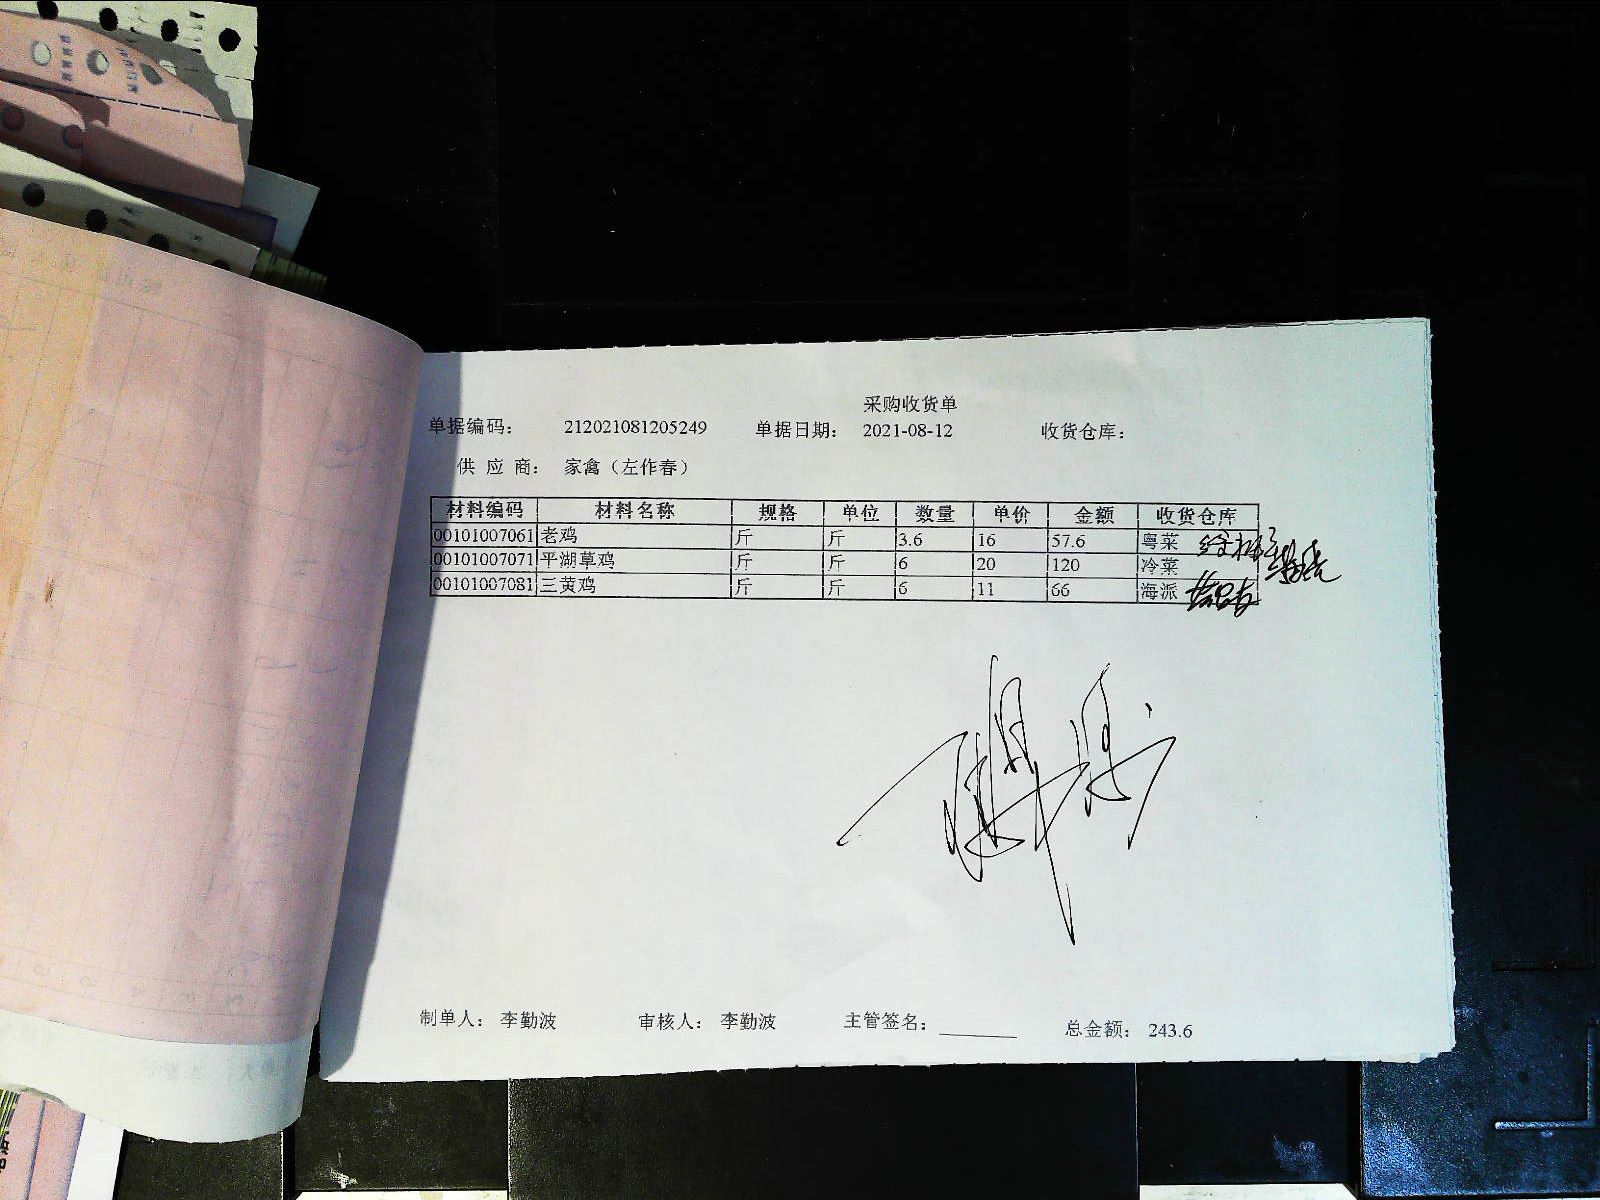 采购收货单
单据编码： 212021081205249 单据日期： 2021-08-12 收货仓库：
供 应 商： 家禽（左作春）
材料编码 材料名称 规格 单位 数量 单价 金额 收货仓库
00101007061 老鸡 斤 斤 3.6 16 57.6 粤菜
00101007071 平湖草鸡 斤 斤 6 20 120 冷菜
00101007081 三黄鸡 斤 斤 6 11 66 海派
制单人： 李勤波 审核人： 李勤波 主管签名： 总金额： 243.6